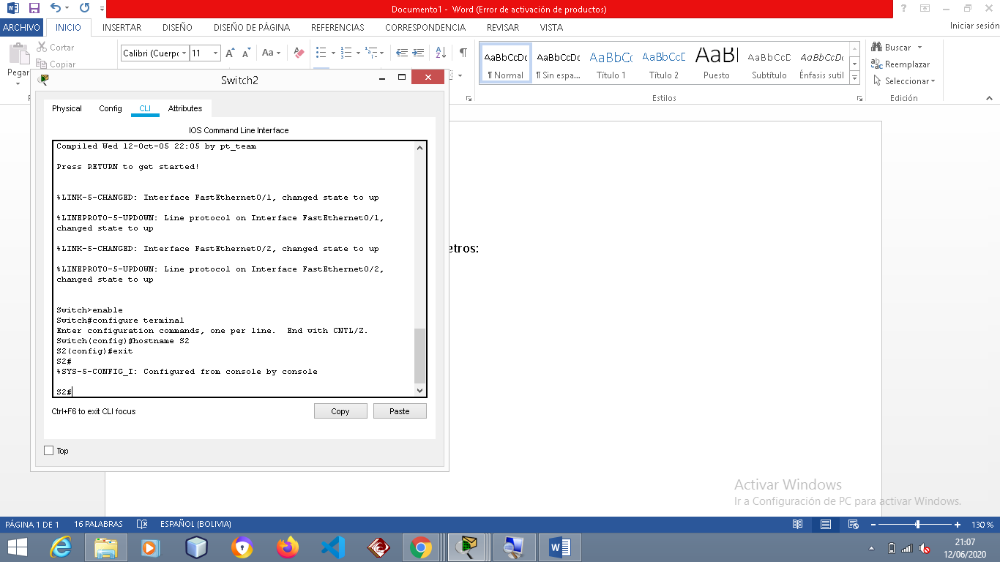 Documento1 - Word (Error de activación de productos)
ARCHIVO INICIO INSERTAR DISEÑO DISEÑO DE PÁGINA REFERENCIAS CORRESPONDENCIA REVISAR VISTA Iniciar sesión
Cortar
Copiar
Pegar
Calibri (Cuerpo 11
AaBbCcDc AaBbCcDc AaBbCc AaBbCcD AaBl AaBbCcD AaBbCcDc
¶ Normal ¶ Sin espa... Título 1 Título 2 Puesto Subtítulo Énfasis sutil
Estilos
Buscar
Reemplazar
Seleccionar
Edición
Switch2
Physical Config CLI Attributes
IOS Command Line Interface
Compiled Wed 12-Oct-05 22:05 by pt_team
Press RETURN to get started!
%LINK-5-CHANGED: Interface FastEthernet0/1, changed state to up
%LINEPROTO-5-UPDOWN: Line protocol on Interface FastEthernet0/1,
changed state to up
%LINK-5-CHANGED: Interface FastEthernet0/2, changed state to up
%LINEPROTO-5-UPDOWN: Line protocol on Interface FastEthernet0/2,
changed state to up
Switch>enable
Switch#configure terminal
Enter configuration commands, one per line.  End with CNTL/Z.
Switch(config)#hostname S2
S2(config)#exit
S2#
%SYS-5-CONFIG_I: Configured from console by console
S2#
Ctrl+F6 to exit CLI focus
Copy Paste
Top
etros:
Activar Windows
Ir a Configuración de PC para activar Windows.
PÁGINA 1 DE 1 16 PALABRAS ESPAÑOL (BOLIVIA) 130 %
21:07
12/06/2020